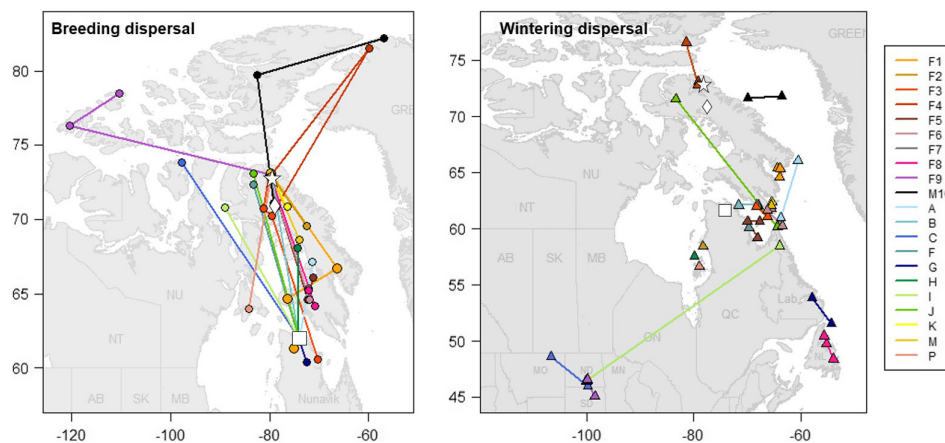 Breeding dispersal
80
75
70
65
60
-120
-100
-80
-60
NU
NT
AB
SK
MB
Nunavik
GRE
Wintering dispersal
75
70
65
60
55
50
45
-100
-80
-60
GREEN
NU
NT
AB
SK
MB
ON
QC
Lab.
NL
MO
ND
MN
SD
F1
F2
F3
F4
F5
F6
F7
F8
F9
M1
A
B
C
F
G
H
I
J
K
M
P